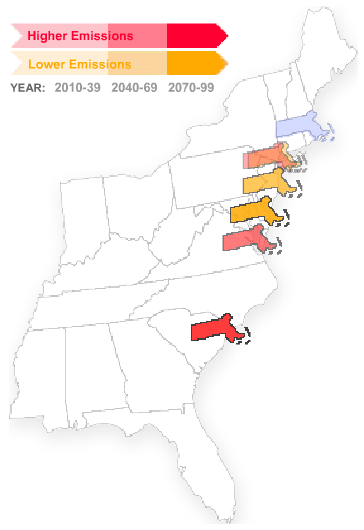 Higher Emissions
Lower Emissions
YEAR: 2010-39 2040-69 2070-99